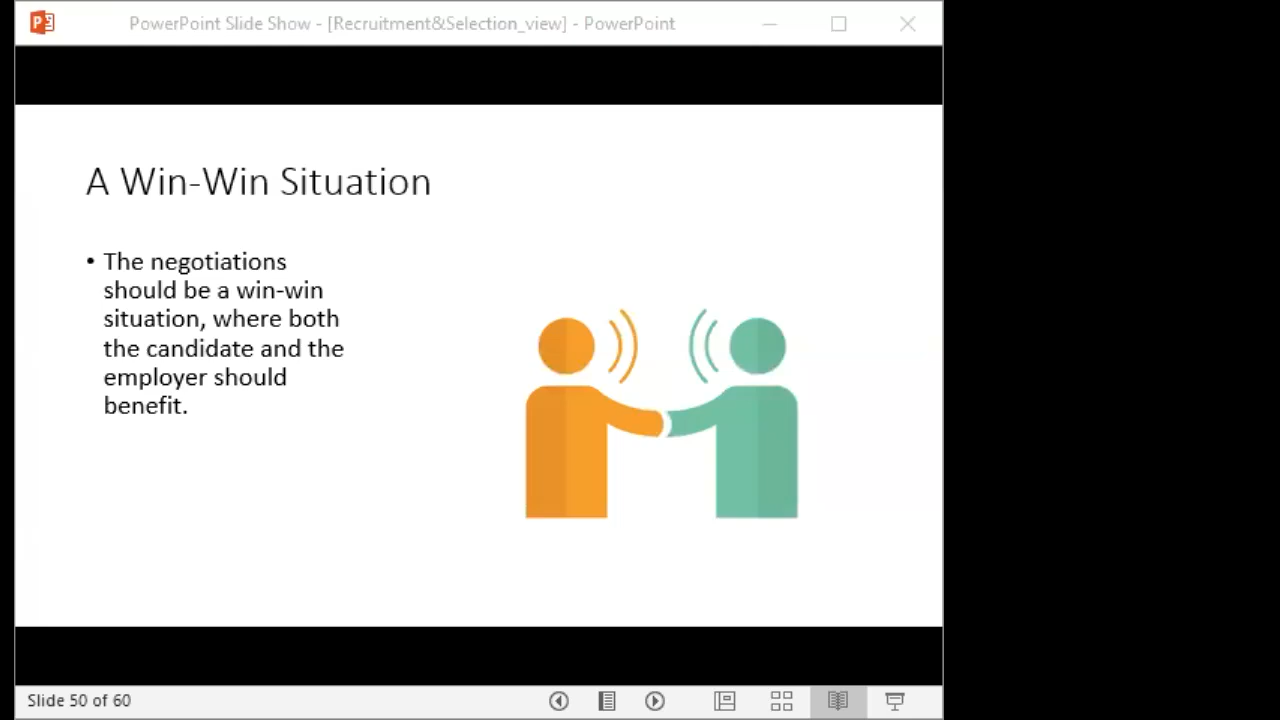 PowerPoint Slide Show - [Recruitment&Selection_view] - PowerPoint
A Win-Win Situation
• The negotiations
should be a win-win
situation, where both
the candidate and the
employer should
benefit.
Slide 50 of 60